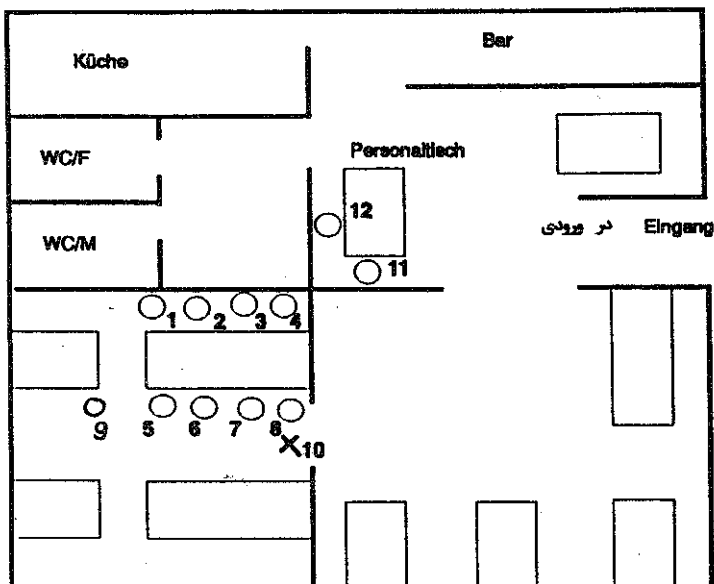 Bar
Küche
Personaltisch
WC/F
12
در ورودی Eingang
WC/M
11
1 2 3 4
9 5 6 7 8
10